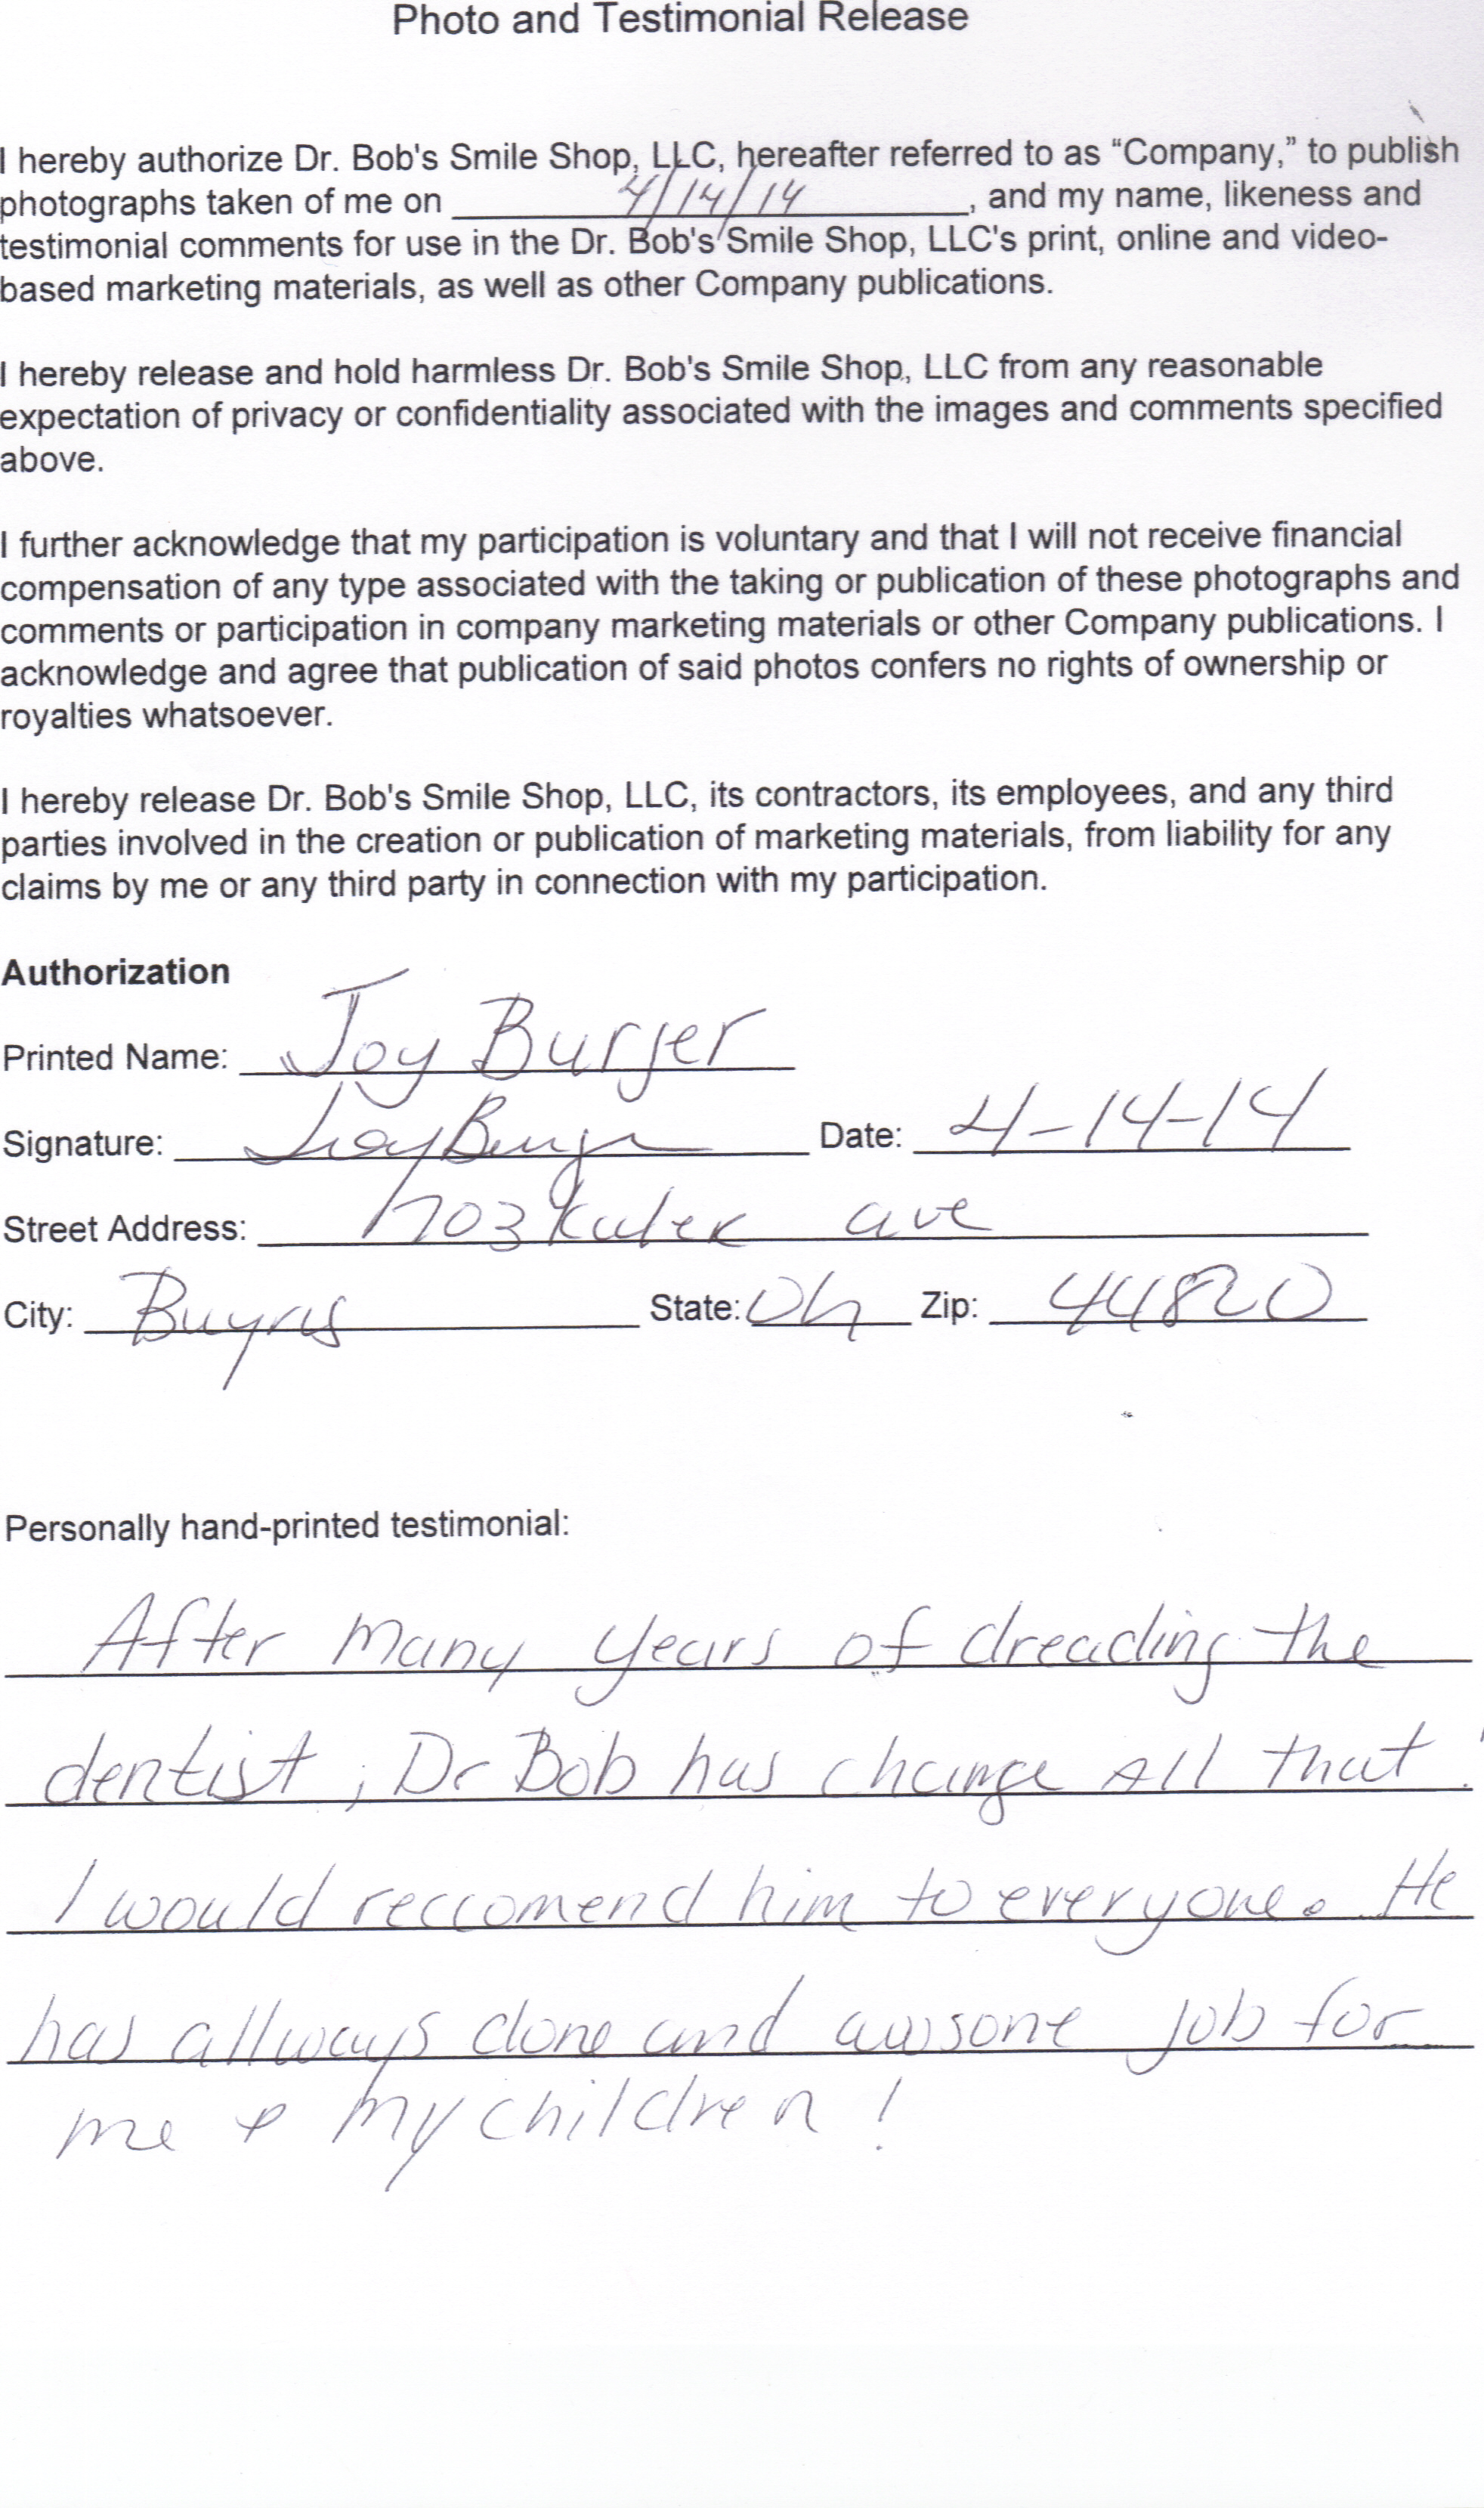 Photo and Testimonial Release
I hereby authorize Dr. Bob's Smile Shop, LLC, hereafter referred to as “Company,” to publish
photographs taken of me on 4/14/14, and my name, likeness and
testimonial comments for use in the Dr. Bob's Smile Shop, LLC's print, online and video-
based marketing materials, as well as other Company publications.
I hereby release and hold harmless Dr. Bob's Smile Shop, LLC from any reasonable
expectation of privacy or confidentiality associated with the images and comments specified
above.
I further acknowledge that my participation is voluntary and that I will not receive financial
compensation of any type associated with the taking or publication of these photographs and
comments or participation in company marketing materials or other Company publications. I
acknowledge and agree that publication of said photos confers no rights of ownership or
royalties whatsoever.
I hereby release Dr. Bob's Smile Shop, LLC, its contractors, its employees, and any third
parties involved in the creation or publication of marketing materials, from liability for any
claims by me or any third party in connection with my participation.
Authorization
Printed Name: Joy Burger
Signature: Joy Burger Date: 4-14-14
Street Address: ave
City: State: Oh Zip: 44820
Personally hand-printed testimonial:
After many years of dreading the
dentist, Dr Bob has change all that!
I would reccomend him to everyone. He
has allways done and awsone job for
me & my children!